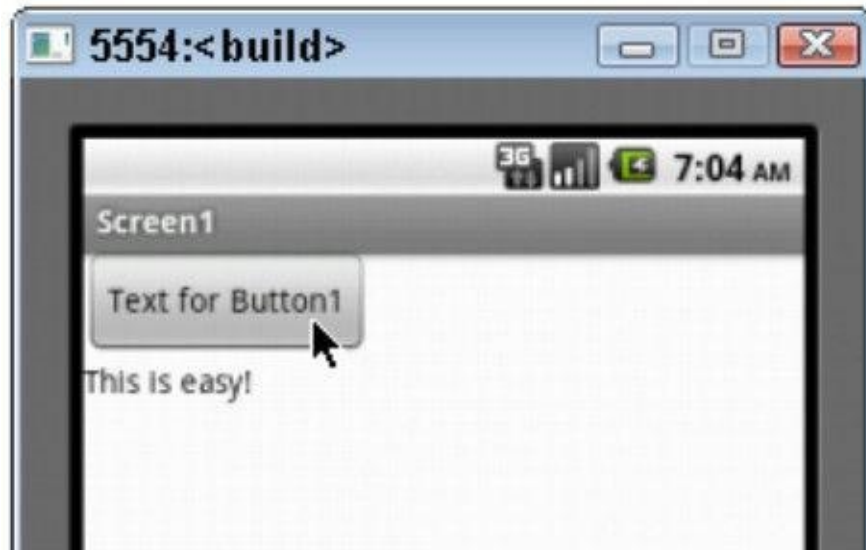 5554:<build>
3G
7:04 AM
Screen1
Text for Button1
This is easy!